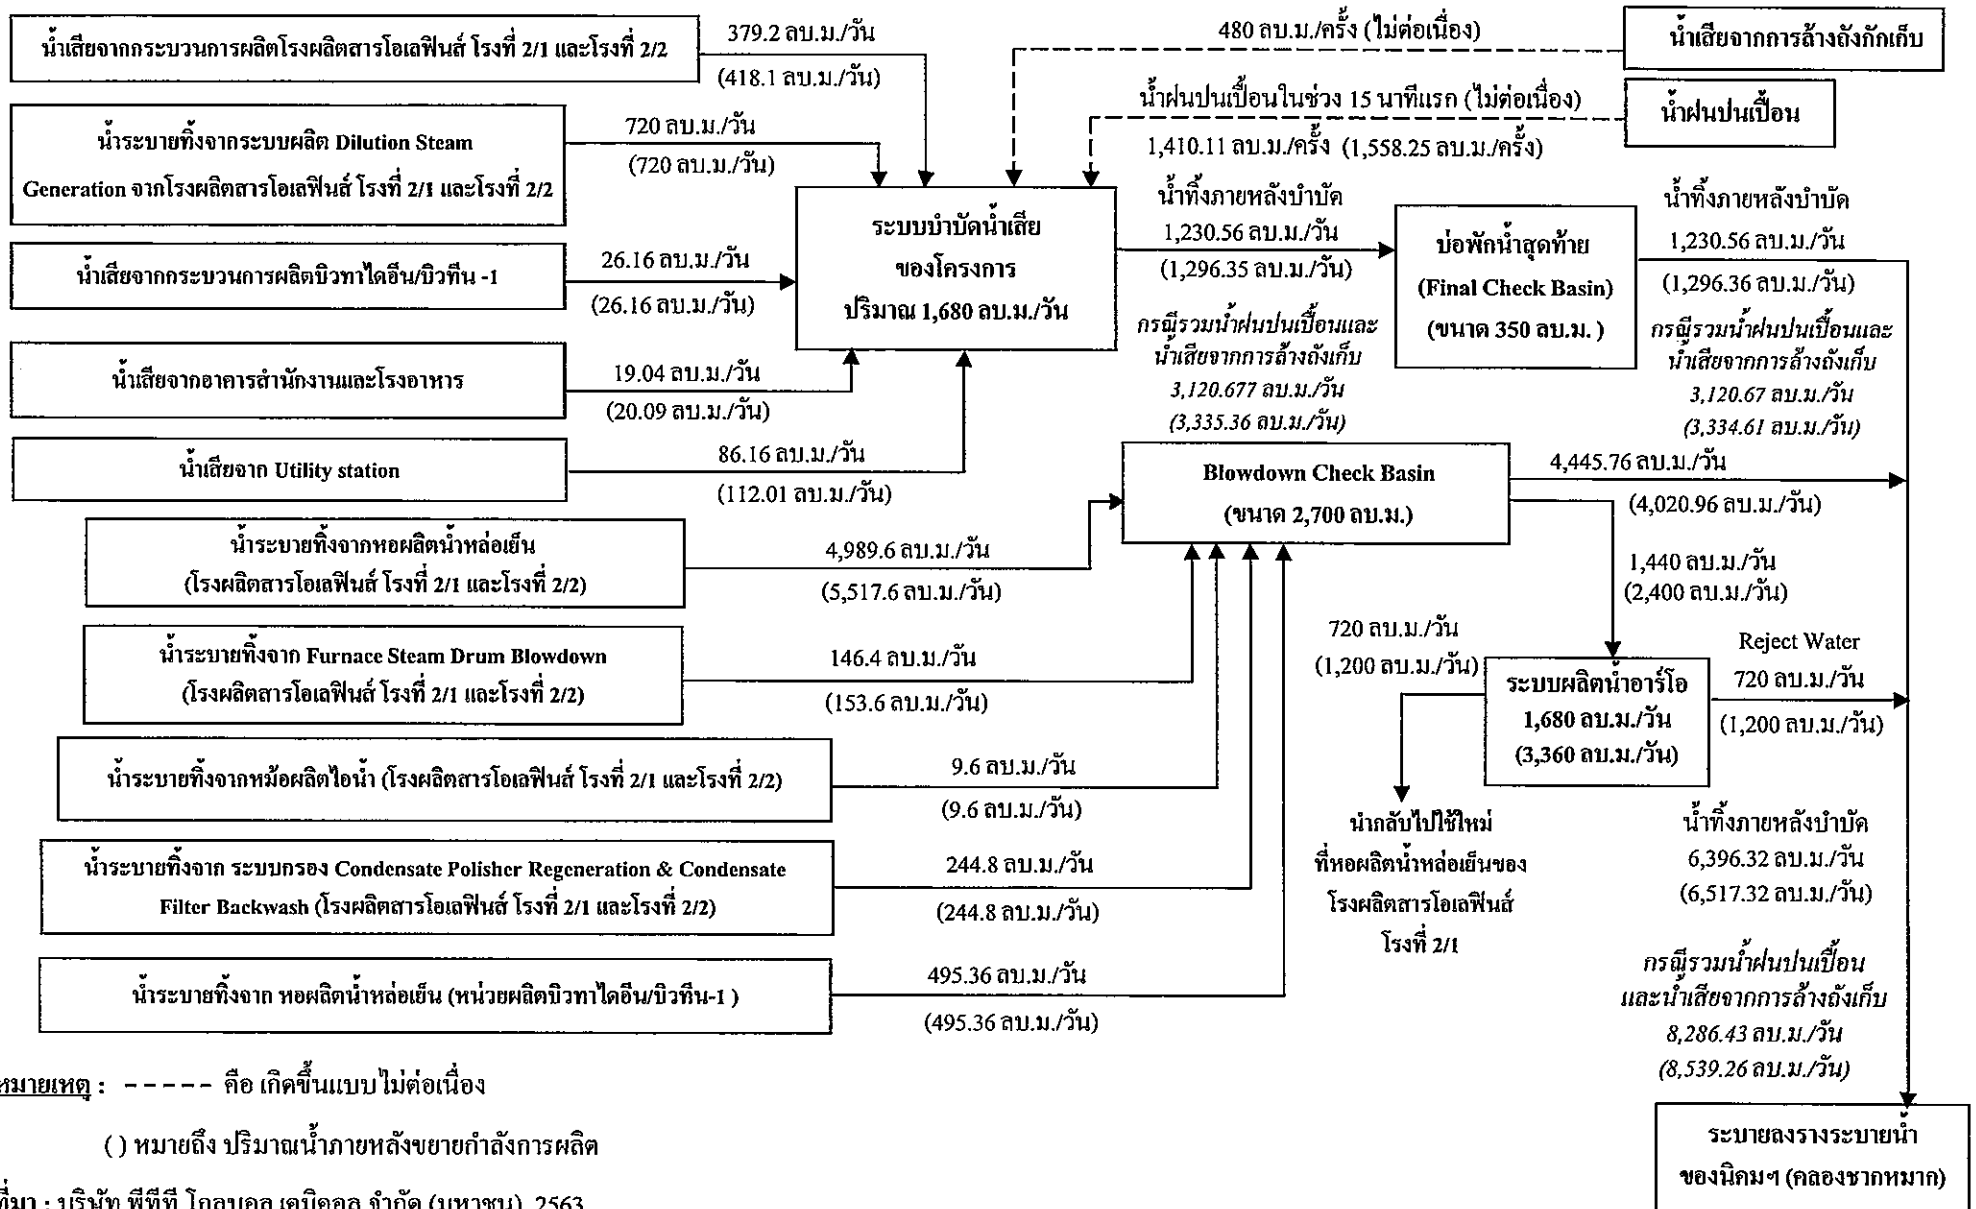 น้ำเสียจากกระบวนการผลิตโรงผลิตสารโอเลฟินส์ โรงที่ 2/1 และโรงที่ 2/2
379.2 ลบ.ม./วัน
(418.1 ลบ.ม./วัน)
480 ลบ.ม./ครั้ง (ไม่ต่อเนื่อง)
น้ำเสียจากการล้างถังกักเก็บ
น้ำฝนปนเปื้อนในช่วง 15 นาทีแรก (ไม่ต่อเนื่อง)
1,410.11 ลบ.ม./ครั้ง (1,558.25 ลบ.ม./ครั้ง)
น้ำฝนปนเปื้อน
น้ำระบายทิ้งจากระบบผลิต Dilution Steam
Generation จากโรงผลิตสารโอเลฟินส์ โรงที่ 2/1 และโรงที่ 2/2
720 ลบ.ม./วัน
(720 ลบ.ม./วัน)
น้ำเสียจากกระบวนการผลิตบิวทาไดอีน/บิวทีน -1
26.16 ลบ.ม./วัน
(26.16 ลบ.ม./วัน)
น้ำเสียจากอาคารสำนักงานและโรงอาหาร
19.04 ลบ.ม./วัน
(20.09 ลบ.ม./วัน)
น้ำเสียจาก Utility station
86.16 ลบ.ม./วัน
(112.01 ลบ.ม./วัน)
ระบบบำบัดน้ำเสีย
ของโครงการ
ปริมาณ 1,680 ลบ.ม./วัน
น้ำทิ้งภายหลังบำบัด
1,230.56 ลบ.ม./วัน
(1,296.35 ลบ.ม./วัน)
กรณีรวมน้ำฝนปนเปื้อนและ
น้ำเสียจากการล้างถังเก็บ
3,120.677 ลบ.ม./วัน
(3,335.36 ลบ.ม./วัน)
บ่อพักน้ำสุดท้าย
(Final Check Basin)
(ขนาด 350 ลบ.ม. )
น้ำทิ้งภายหลังบำบัด
1,230.56 ลบ.ม./วัน
(1,296.36 ลบ.ม./วัน)
กรณีรวมน้ำฝนปนเปื้อนและ
น้ำเสียจากการล้างถังเก็บ
3,120.67 ลบ.ม./วัน
(3,334.61 ลบ.ม./วัน)
น้ำระบายทิ้งจากหอผลิตน้ำหล่อเย็น
(โรงผลิตสารโอเลฟินส์ โรงที่ 2/1 และโรงที่ 2/2)
4,989.6 ลบ.ม./วัน
(5,517.6 ลบ.ม./วัน)
Blowdown Check Basin
(ขนาด 2,700 ลบ.ม.)
4,445.76 ลบ.ม./วัน
(4,020.96 ลบ.ม./วัน)
1,440 ลบ.ม./วัน
(2,400 ลบ.ม./วัน)
น้ำระบายทิ้งจาก Furnace Steam Drum Blowdown
(โรงผลิตสารโอเลฟินส์ โรงที่ 2/1 และโรงที่ 2/2)
146.4 ลบ.ม./วัน
(153.6 ลบ.ม./วัน)
720 ลบ.ม./วัน
(1,200 ลบ.ม./วัน)
ระบบผลิตน้ำอาร์โอ
1,680 ลบ.ม./วัน
(3,360 ลบ.ม./วัน)
Reject Water
720 ลบ.ม./วัน
(1,200 ลบ.ม./วัน)
น้ำระบายทิ้งจากหม้อผลิตไอน้ำ (โรงผลิตสารโอเลฟินส์ โรงที่ 2/1 และโรงที่ 2/2)
9.6 ลบ.ม./วัน
(9.6 ลบ.ม./วัน)
นำกลับไปใช้ใหม่
ที่หอผลิตน้ำหล่อเย็นของ
โรงผลิตสารโอเลฟินส์
โรงที่ 2/1
น้ำระบายทิ้งจาก ระบบกรอง Condensate Polisher Regeneration & Condensate
Filter Backwash (โรงผลิตสารโอเลฟินส์ โรงที่ 2/1 และโรงที่ 2/2)
244.8 ลบ.ม./วัน
(244.8 ลบ.ม./วัน)
น้ำทิ้งภายหลังบำบัด
6,396.32 ลบ.ม./วัน
(6,517.32 ลบ.ม./วัน)
กรณีรวมน้ำฝนปนเปื้อน
และน้ำเสียจากการล้างถังเก็บ
8,286.43 ลบ.ม./วัน
(8,539.26 ลบ.ม./วัน)
น้ำระบายทิ้งจาก หอผลิตน้ำหล่อเย็น (หน่วยผลิตบิวทาไดอีน/บิวทีน-1 )
495.36 ลบ.ม./วัน
(495.36 ลบ.ม./วัน)
ระบายลงรางระบายน้ำ
ของนิคมฯ (คลองชากหมาก)
หมายเหตุ : ----- คือ เกิดขึ้นแบบไม่ต่อเนื่อง
( ) หมายถึง ปริมาณน้ำภายหลังขยายกำลังการผลิต
ที่มา : บริษัท พีทีที โกลบอล เคมิคอล จำกัด (มหาชน), 2563